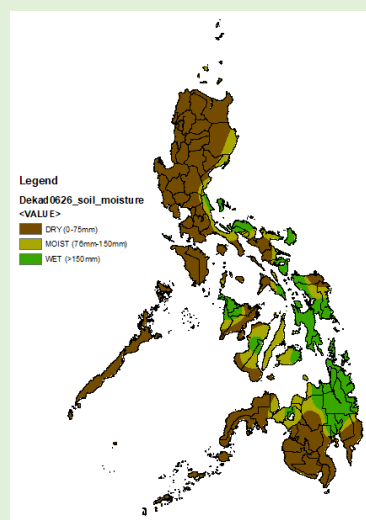 Legend
Dekad0626_soil_moisture
<VALUE>
DRY (0-75mm)
MOIST (76mm-150mm)
WET (>150mm)